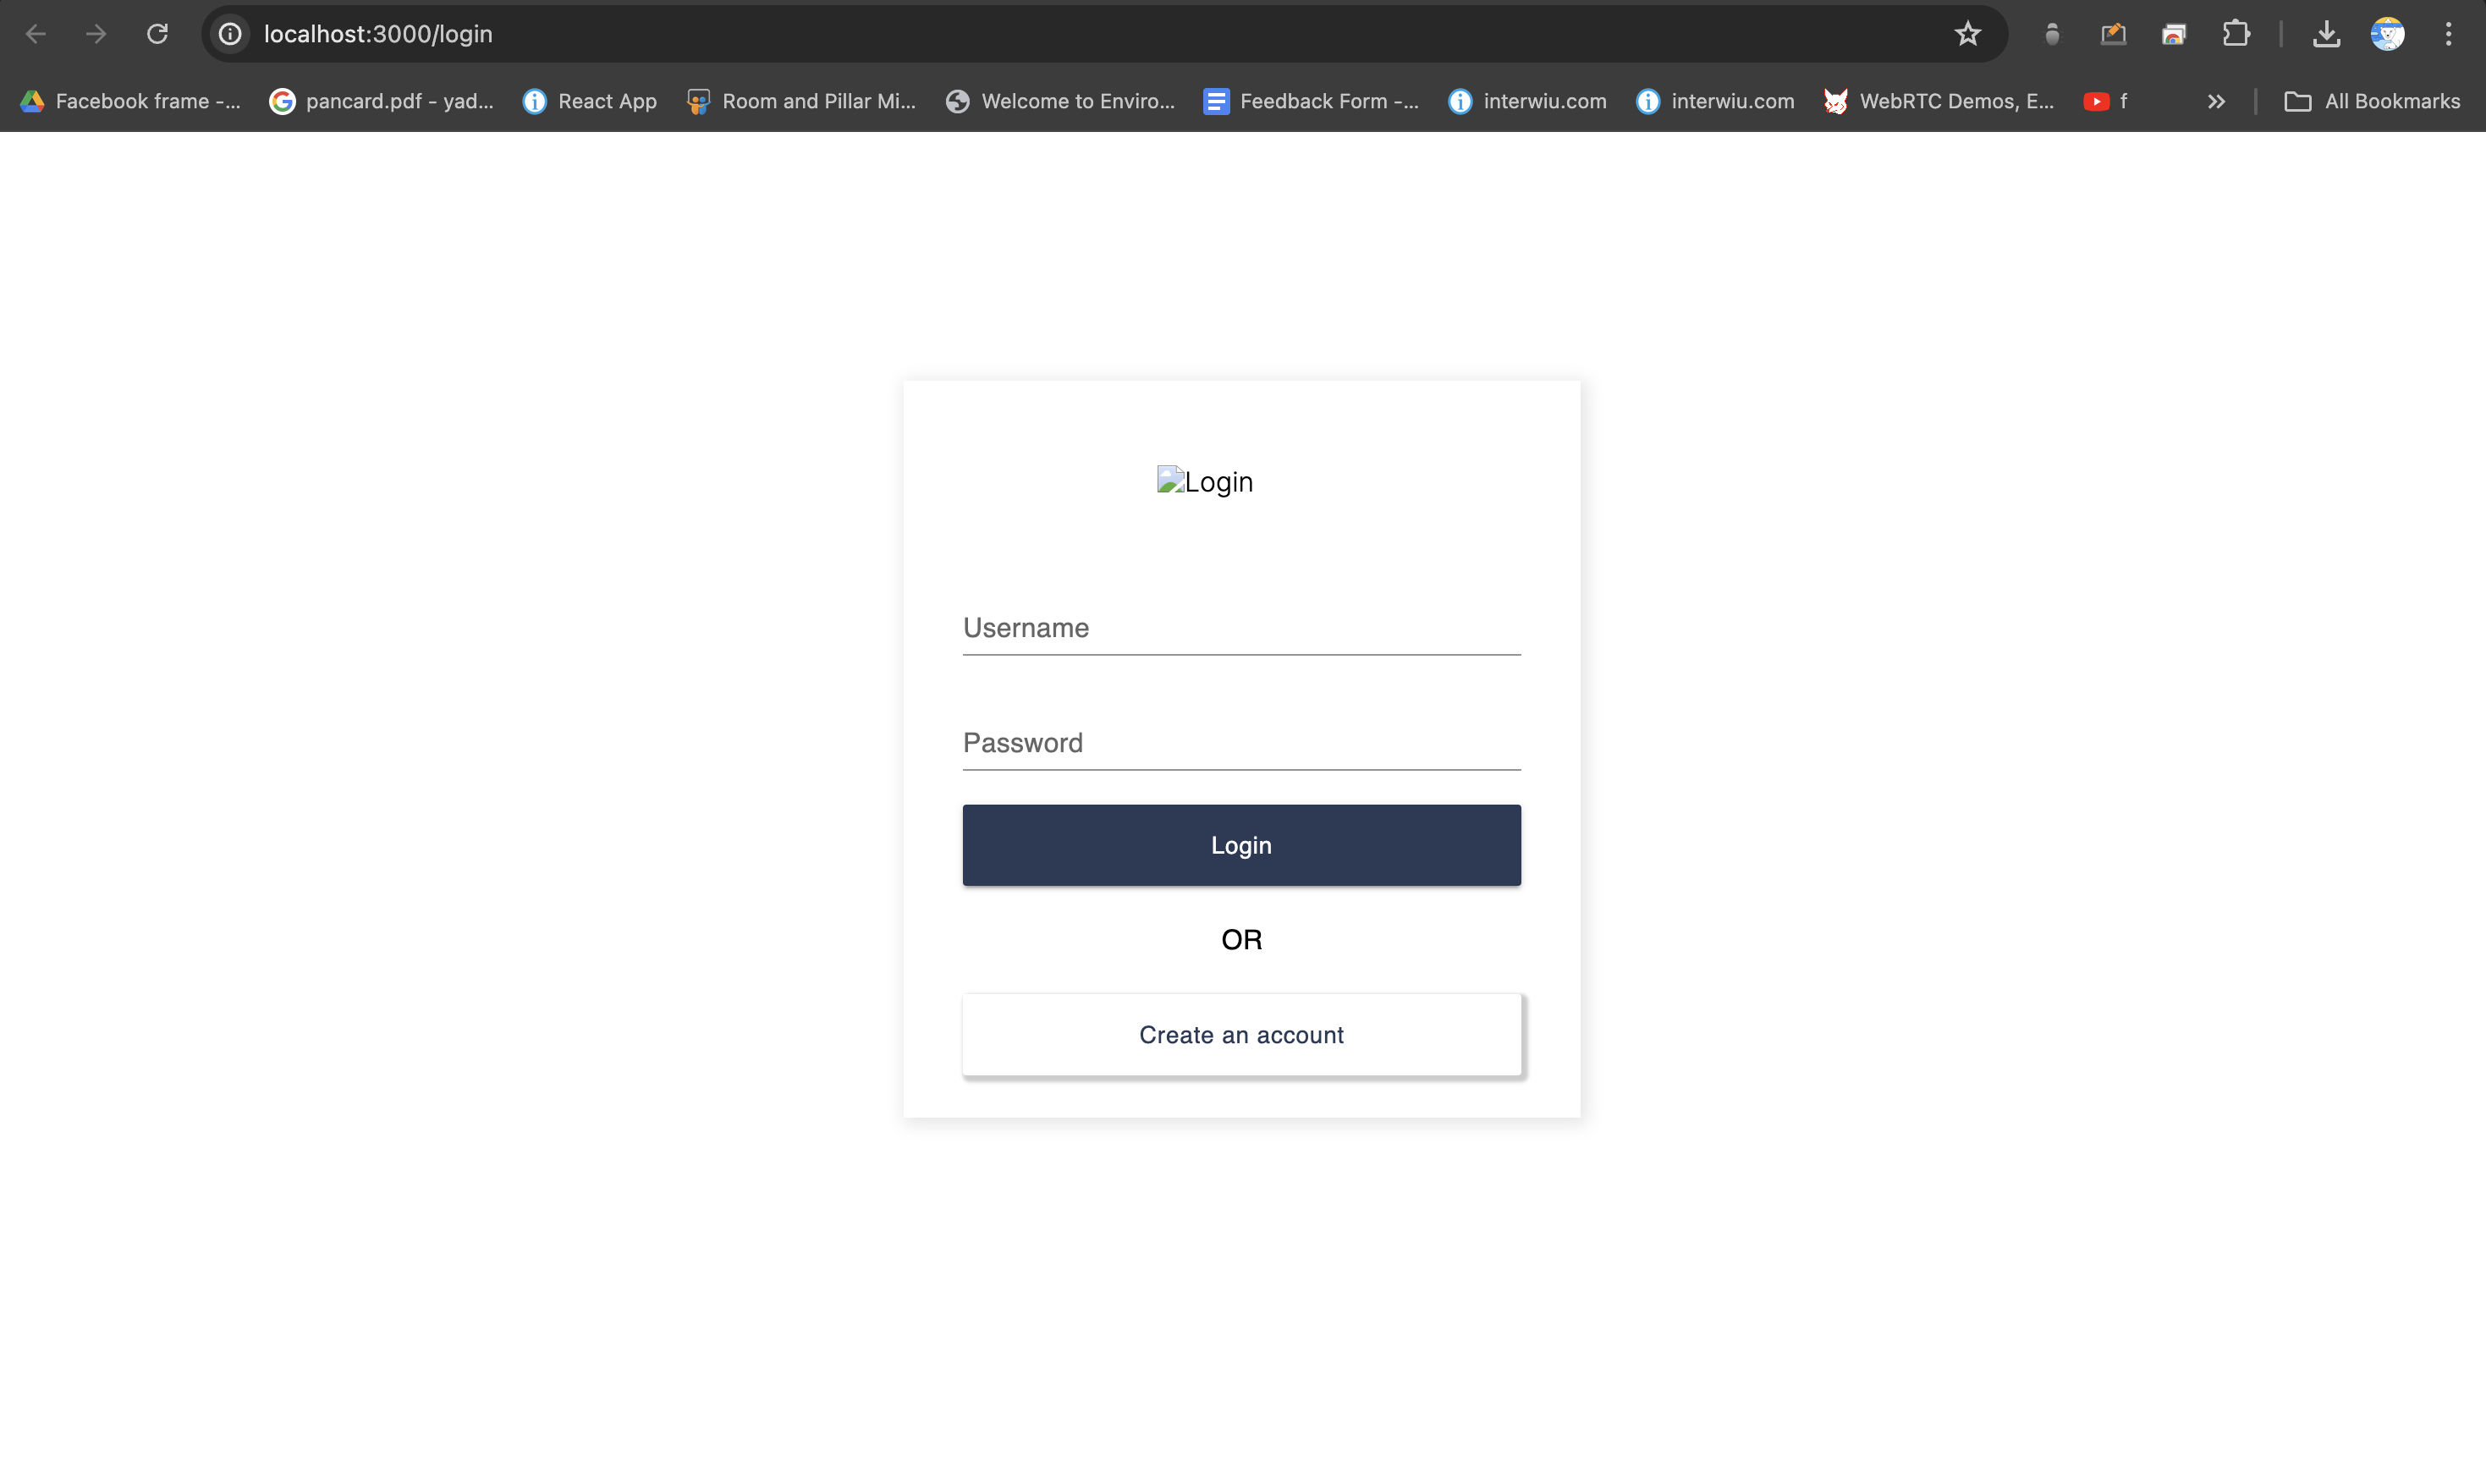 localhost:3000/login
Facebook frame -... pancard.pdf - yad... React App Room and Pillar Mi... Welcome to Enviro... Feedback Form -... interwiu.com interwiu.com WebRTC Demos, E... f All Bookmarks
Login
Username
Password
Login
OR
Create an account